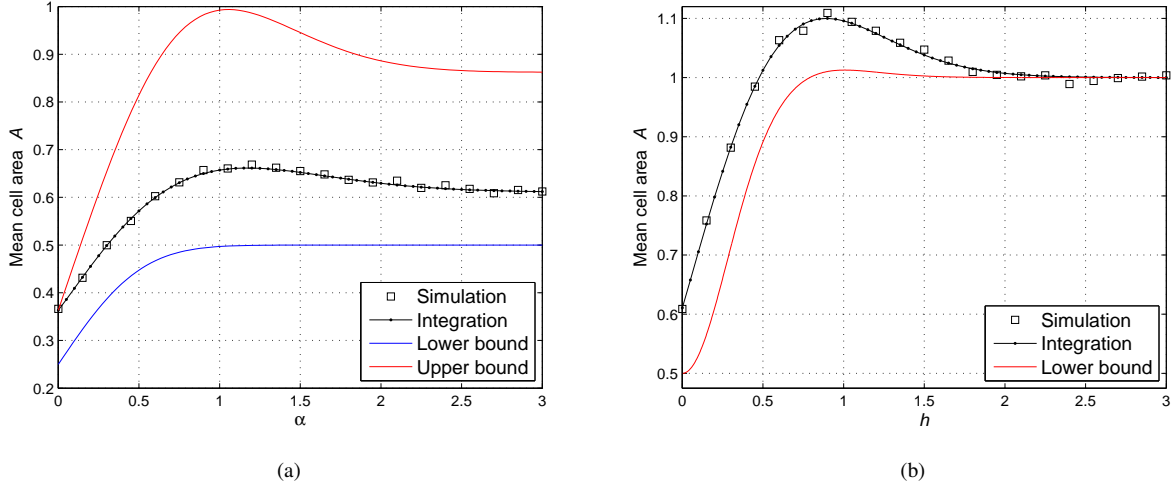 1
0.9
0.8
0.7
0.6
0.5
0.4
0.3
0.2
Mean cell area A
0 0.5 1 1.5 2 2.5 3
α
Simulation
Integration
Lower bound
Upper bound
(a)
1.1
1
0.9
0.8
0.7
0.6
0.5
Mean cell area A
0 0.5 1 1.5 2 2.5 3
h
Simulation
Integration
Lower bound
(b)